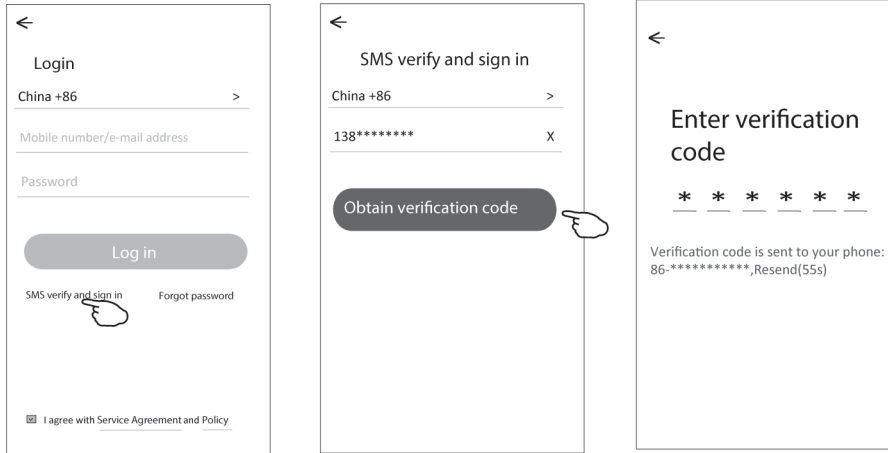 Login
China +86 >
Mobile number/e-mail address
Password
Log in
SMS verify and sign in Forgot password
I agree with Service Agreement and Policy
SMS verify and sign in
China +86 >
138******** X
Obtain verification code
Enter verification
code
* * * * * *
Verification code is sent to your phone:
86-***********,Resend(55s)